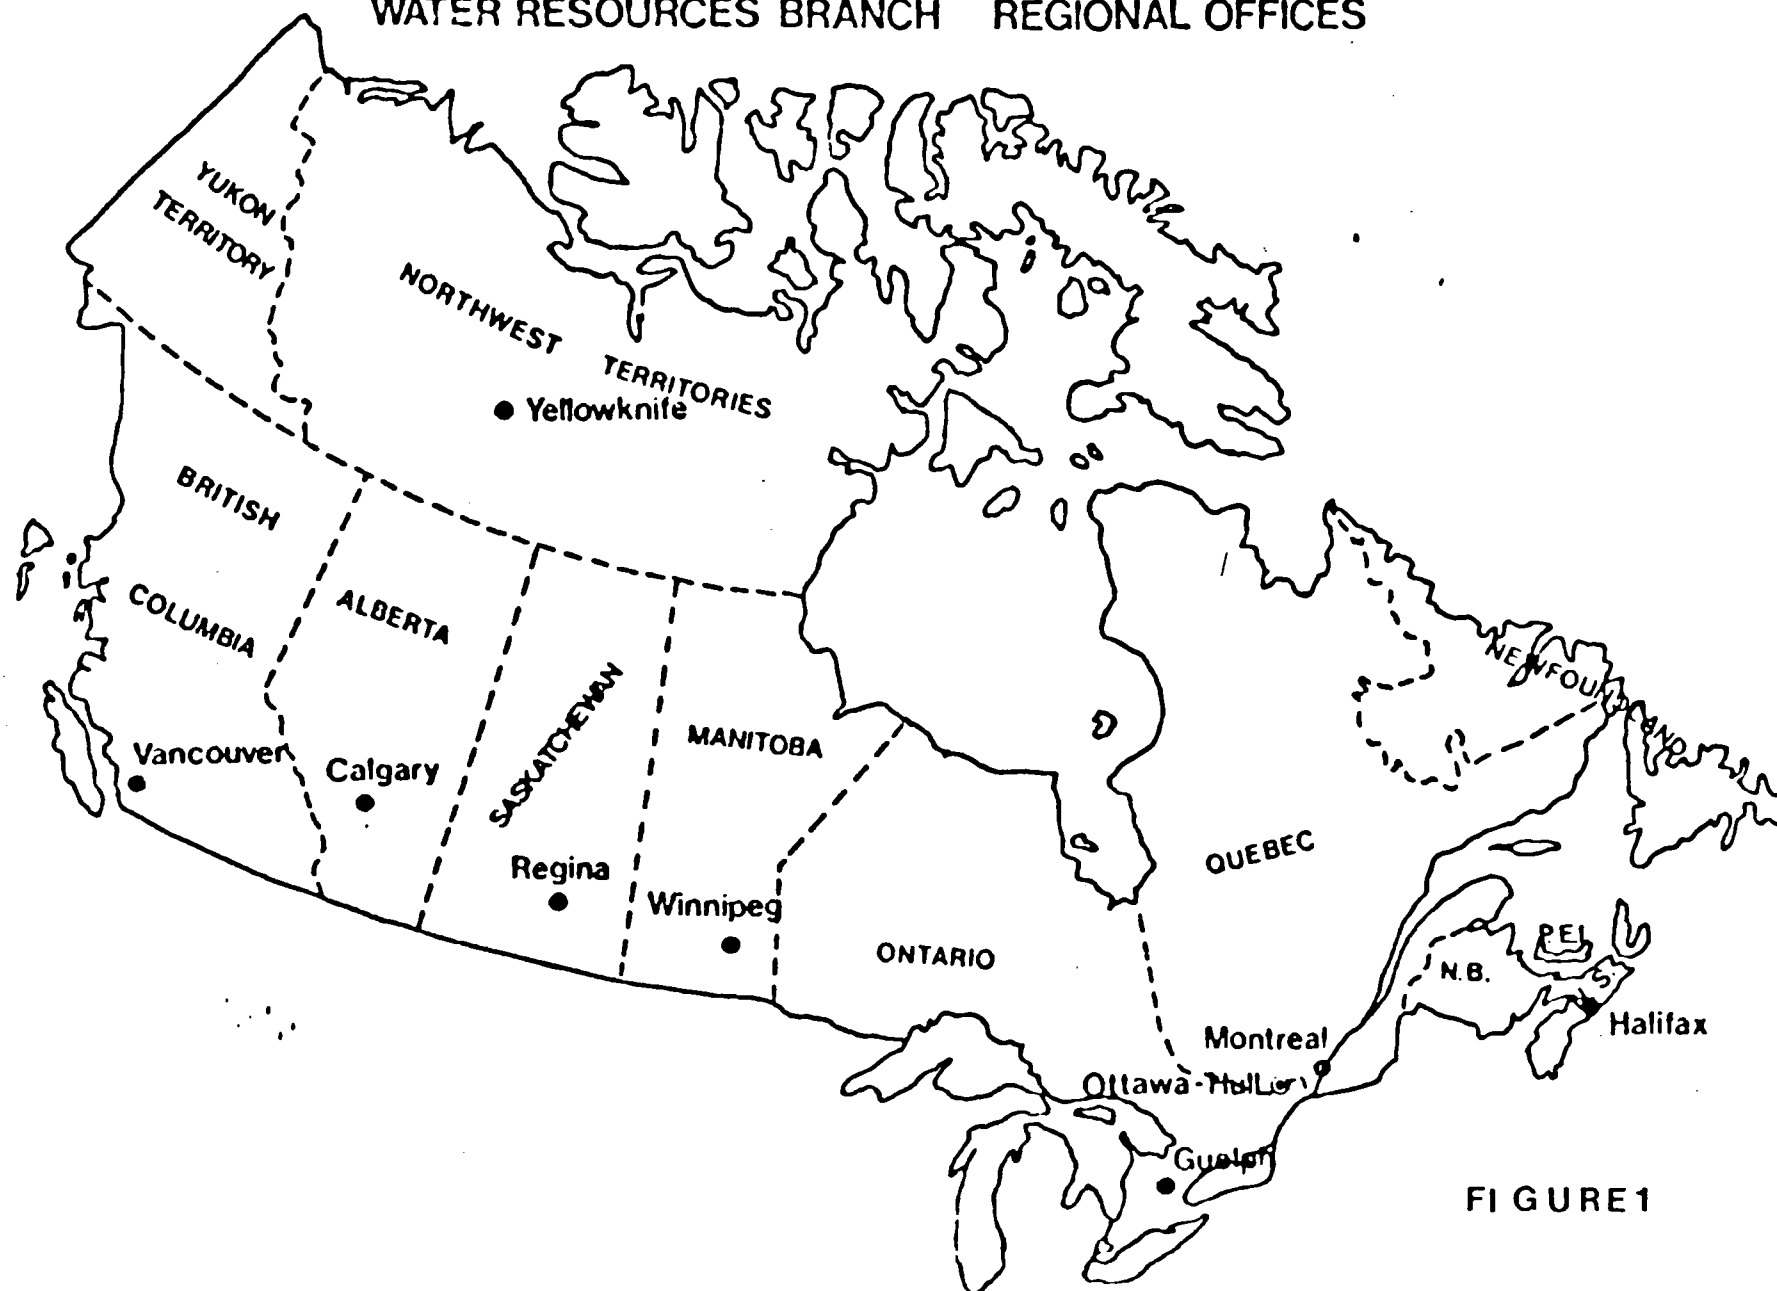 WATER RESOURCES BRANCH REGIONAL OFFICES
YUKON
TERRITORY
NORTHWEST TERRITORIES
Yellowknife
BRITISH
COLUMBIA
ALBERTA
SASKATCHEWAN
MANITOBA
NEWFOUNDLAND
Vancouver
Calgary
Regina
Winnipeg
QUEBEC
ONTARIO
P.E.I.
N.B.
S.
Halifax
Montreal
Ottawa-Hull
Guelph
FIGURE 1